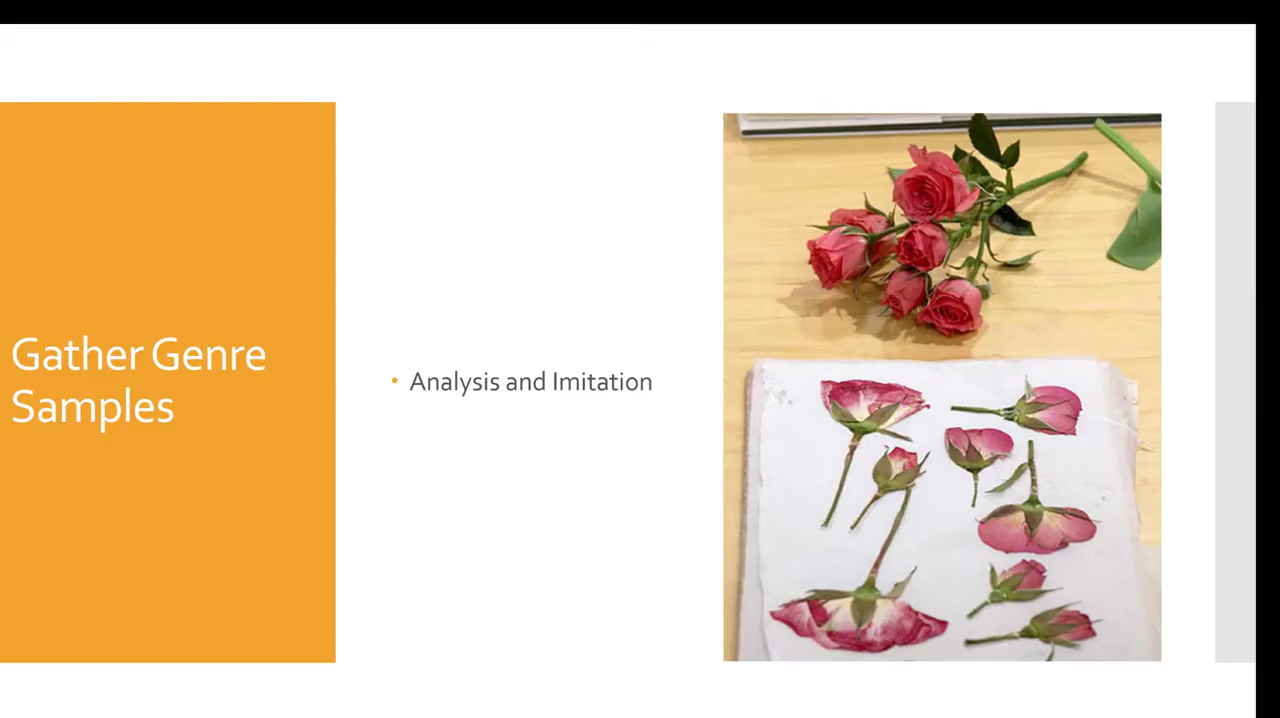 Gather Genre
Samples
• Analysis and Imitation